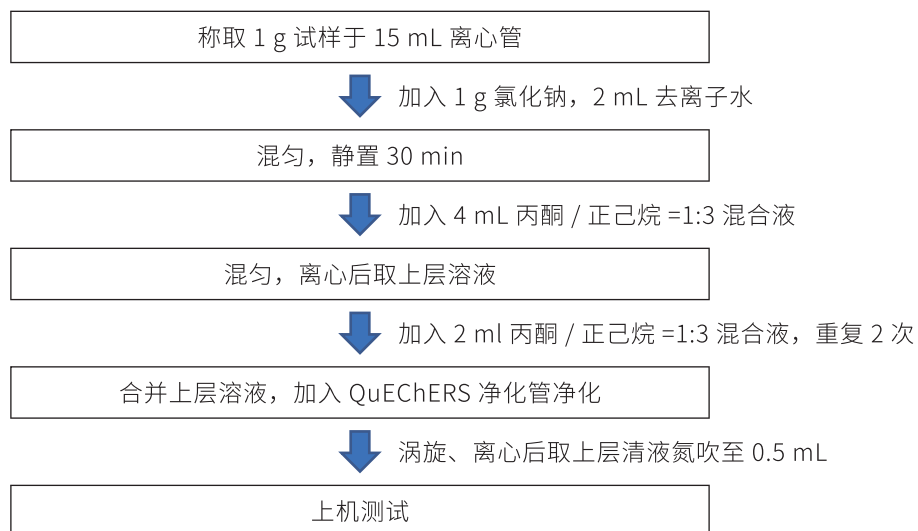 称取 1 g 试样于 15 mL 离心管
加入 1 g 氯化钠，2 mL 去离子水
混匀，静置 30 min
加入 4 mL 丙酮 / 正己烷 =1:3 混合液
混匀，离心后取上层溶液
加入 2 ml 丙酮 / 正己烷 =1:3 混合液，重复 2 次
合并上层溶液，加入 QuEChERS 净化管净化
涡旋、离心后取上层清液氮吹至 0.5 mL
上机测试